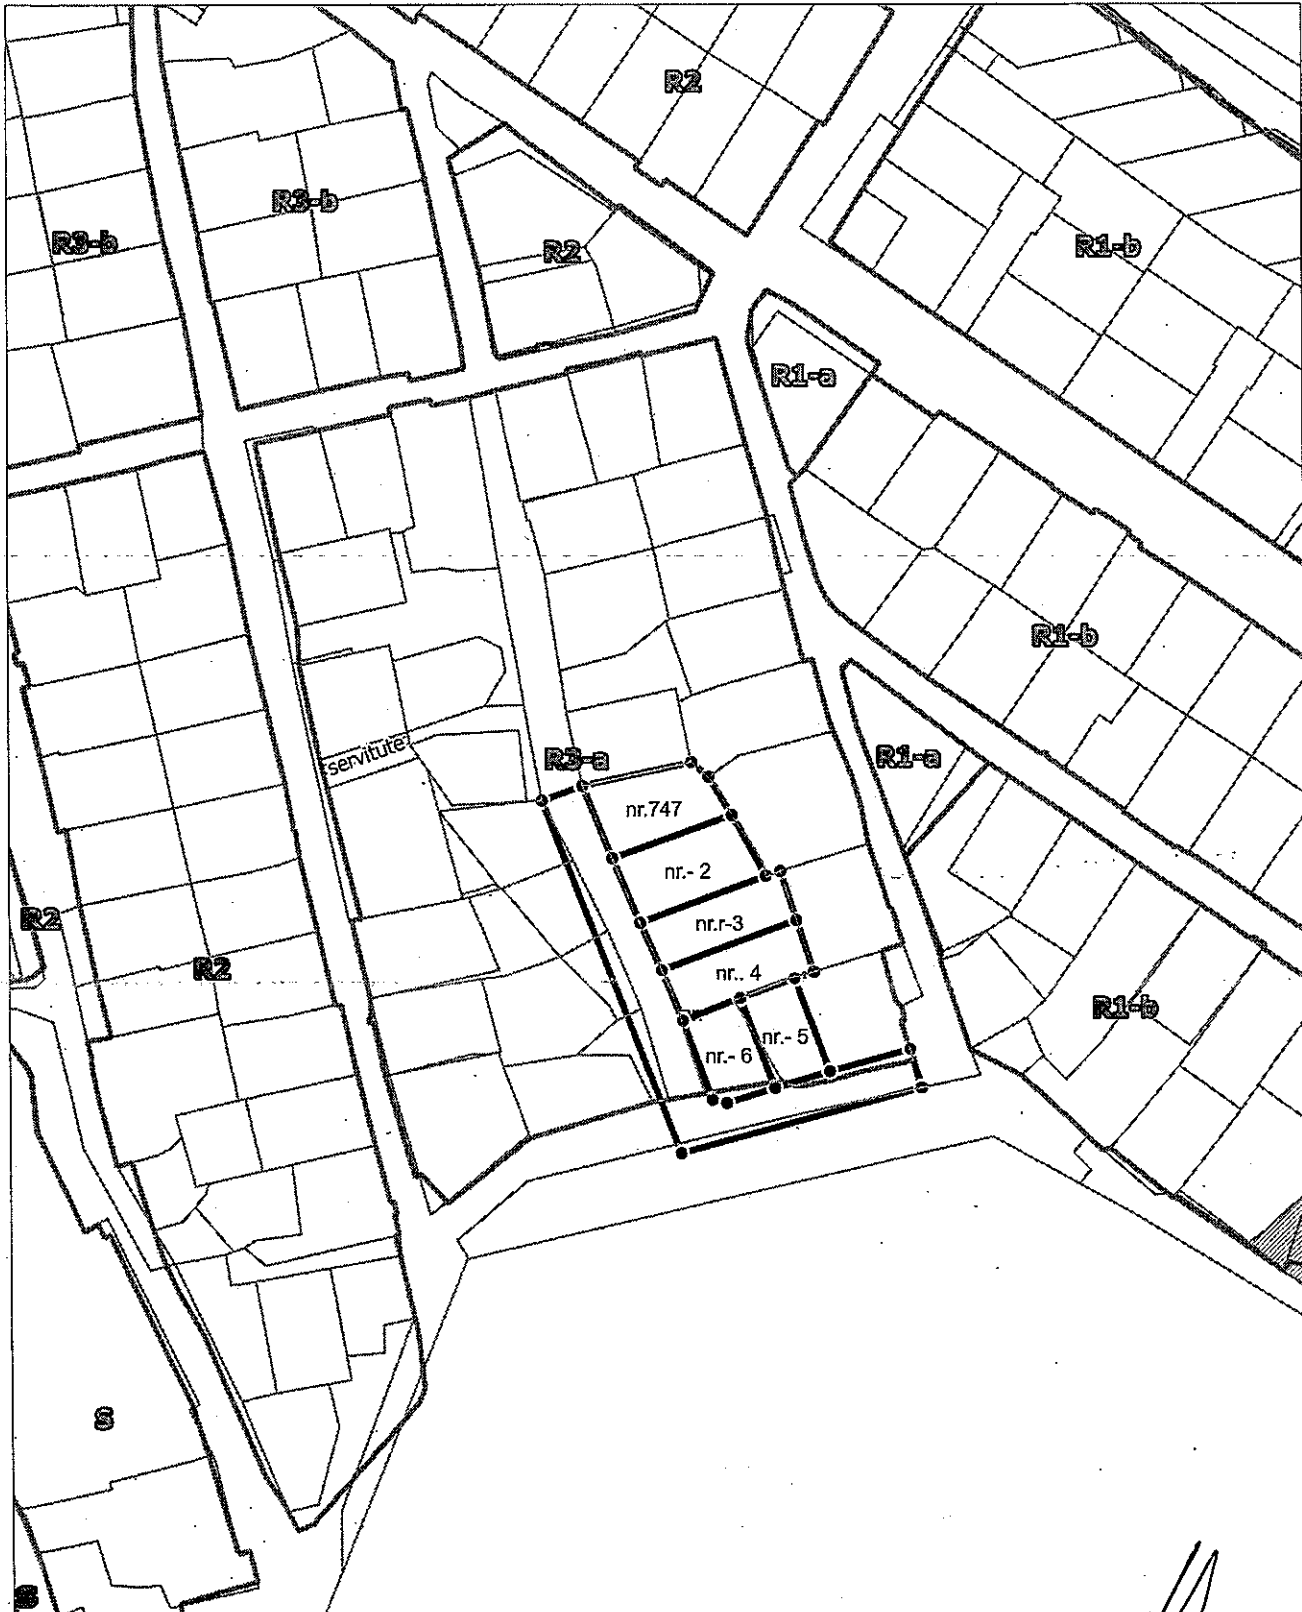 R2
R3-b
R3-b
R2
R1-b
R1-a
R1-b
servitute
R3-a
R1-a
nr.747
nr.- 2
R2
nr.r-3
R2
nr.. 4
R1-b
nr.- 5
nr.- 6
S
S